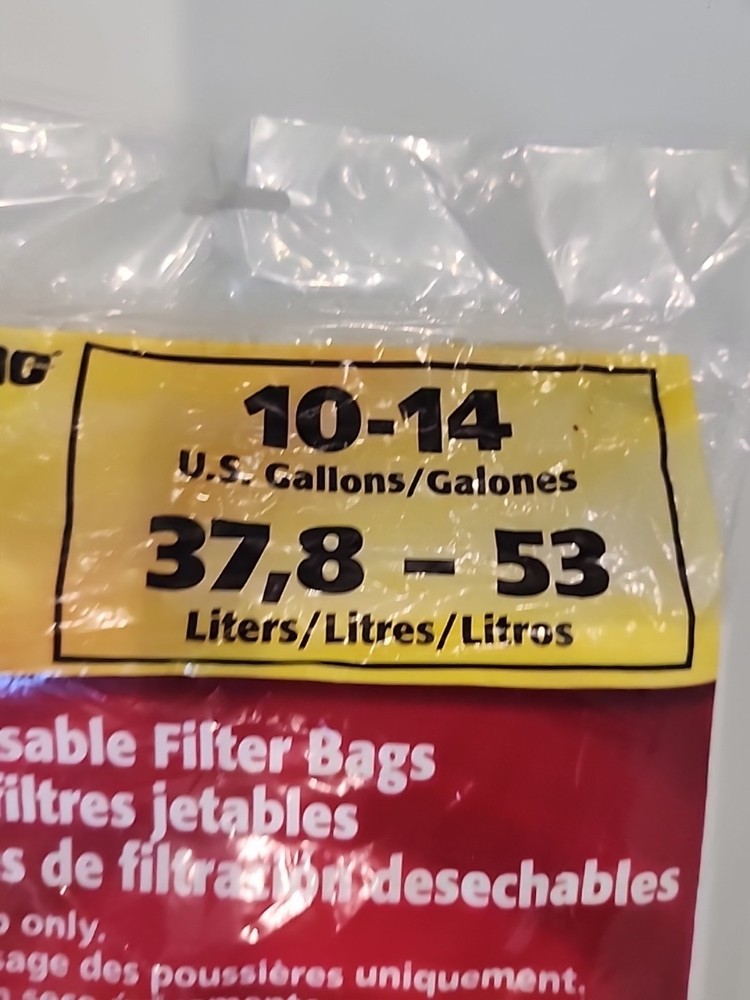 10-14
U.S. Gallons/Galones
37,8 – 53
Liters/Litres/Litros
sable Filter Bags
filtres jetables
s de filtración desechables
only.
sage des poussières uniquement.